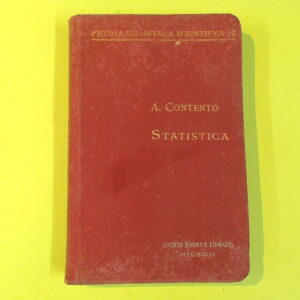 PICCOLA BIBLIOTECA SCIENTIFICA
A. CONTENTO
STATISTICA
SOCIETÀ EDITRICE LIBRARIA
MILANO